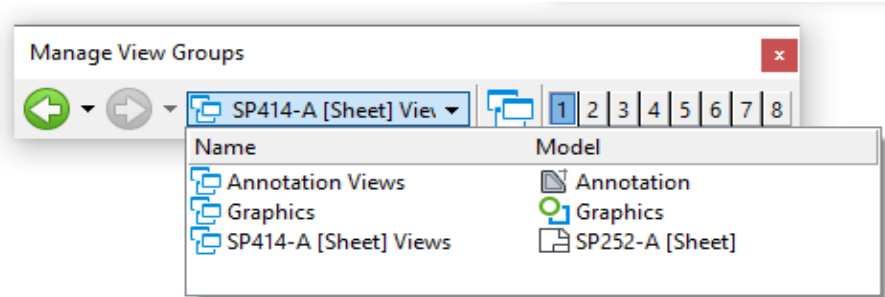 Manage View Groups
x
SP414-A [Sheet] Viev
1 2 3 4 5 6 7 8
Name Model
Annotation Views Annotation
Graphics Graphics
SP414-A [Sheet] Views SP252-A [Sheet]